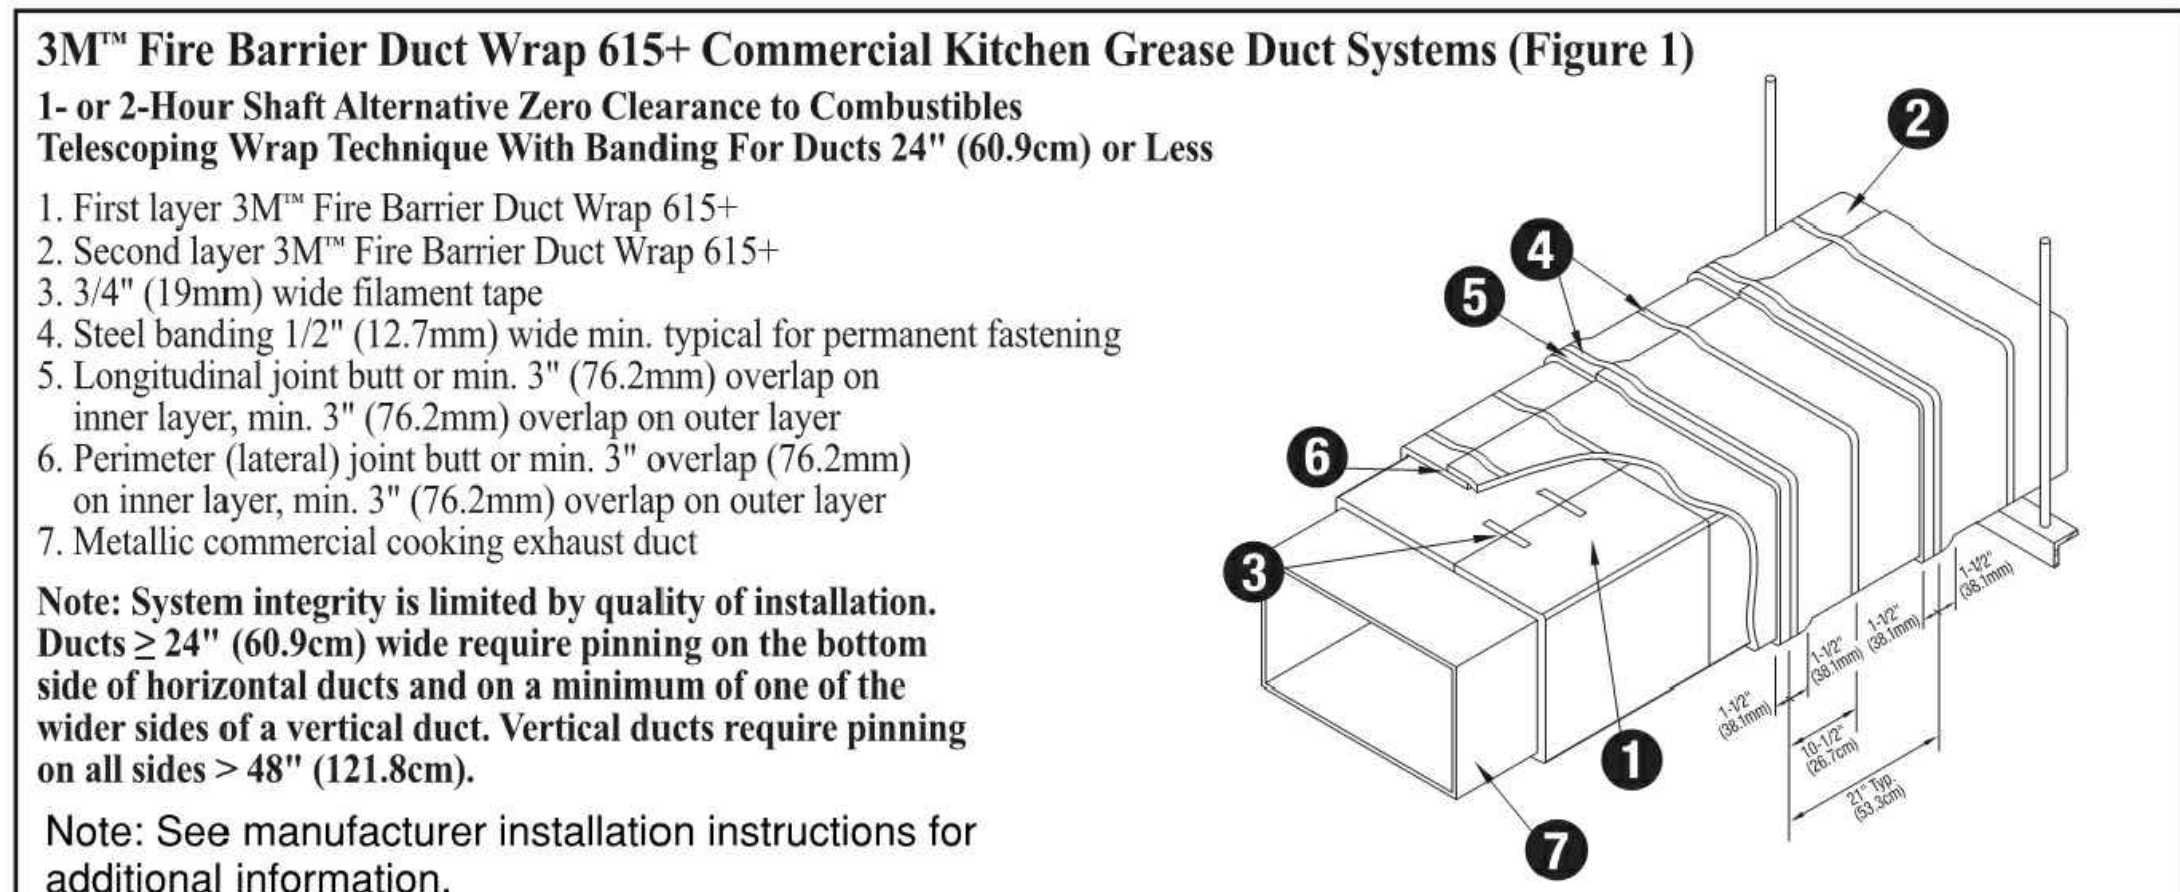 3M™ Fire Barrier Duct Wrap 615+ Commercial Kitchen Grease Duct Systems (Figure 1)
1- or 2-Hour Shaft Alternative Zero Clearance to Combustibles
Telescoping Wrap Technique With Banding For Ducts 24" (60.9cm) or Less
1. First layer 3M™ Fire Barrier Duct Wrap 615+
2. Second layer 3M™ Fire Barrier Duct Wrap 615+
3. 3/4" (19mm) wide filament tape
4. Steel banding 1/2" (12.7mm) wide min. typical for permanent fastening
5. Longitudinal joint butt or min. 3" (76.2mm) overlap on
inner layer, min. 3" (76.2mm) overlap on outer layer
6. Perimeter (lateral) joint butt or min. 3" overlap (76.2mm)
on inner layer, min. 3" (76.2mm) overlap on outer layer
7. Metallic commercial cooking exhaust duct
Note: System integrity is limited by quality of installation.
Ducts ≥ 24" (60.9cm) wide require pinning on the bottom
side of horizontal ducts and on a minimum of one of the
wider sides of a vertical duct. Vertical ducts require pinning
on all sides > 48" (121.8cm).
Note: See manufacturer installation instructions for
additional information.
2
4
5
6
3
1
7
1-1/2"
(38.1mm)
1-1/2"
(38.1mm)
1-1/2"
(38.1mm)
1-1/2"
(38.1mm)
10-1/2"
(26.7cm)
21" Typ.
(53.3cm)